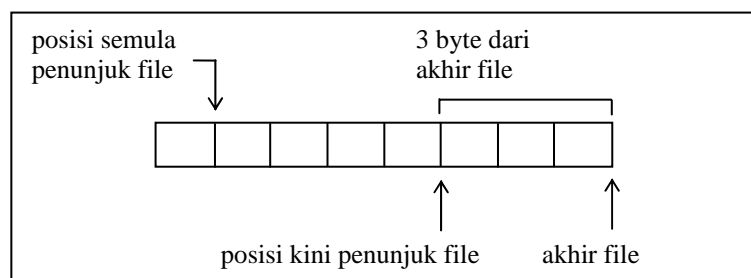 posisi semula
penunjuk file
3 byte dari
akhir file
posisi kini penunjuk file
akhir file